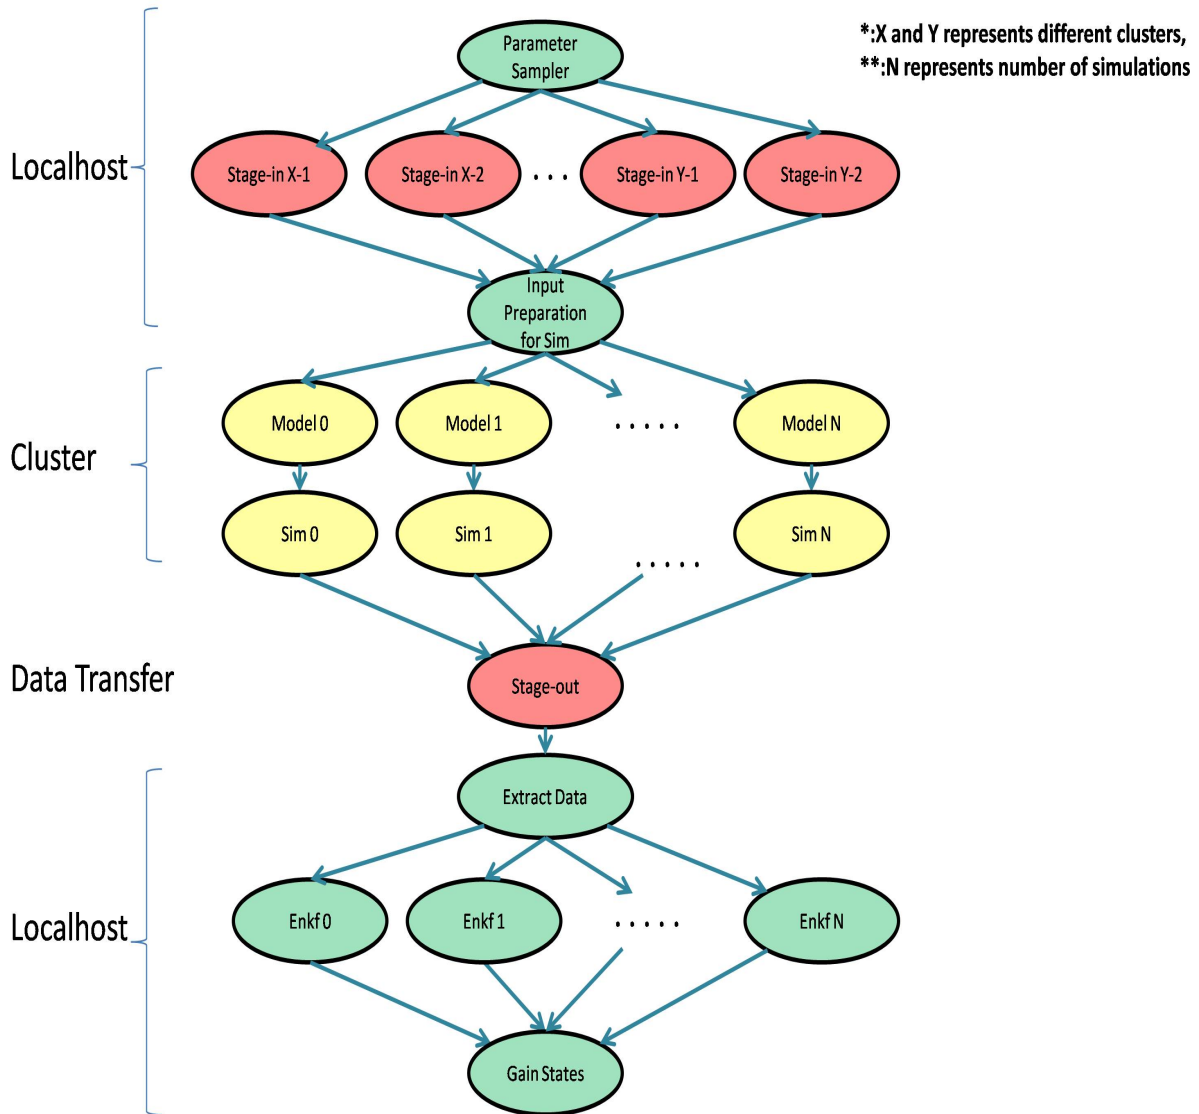 *:X and Y represents different clusters,
**:N represents number of simulations
Parameter
Sampler
Localhost
Stage-in X-1
Stage-in X-2
. . .
Stage-in Y-1
Stage-in Y-2
Input
Preparation
for Sim
Cluster
Model 0
Model 1
. . . . .
Model N
Sim 0
Sim 1
. . . . .
Sim N
Data Transfer
Stage-out
Extract Data
Localhost
Enkf 0
Enkf 1
. . . . .
Enkf N
Gain States